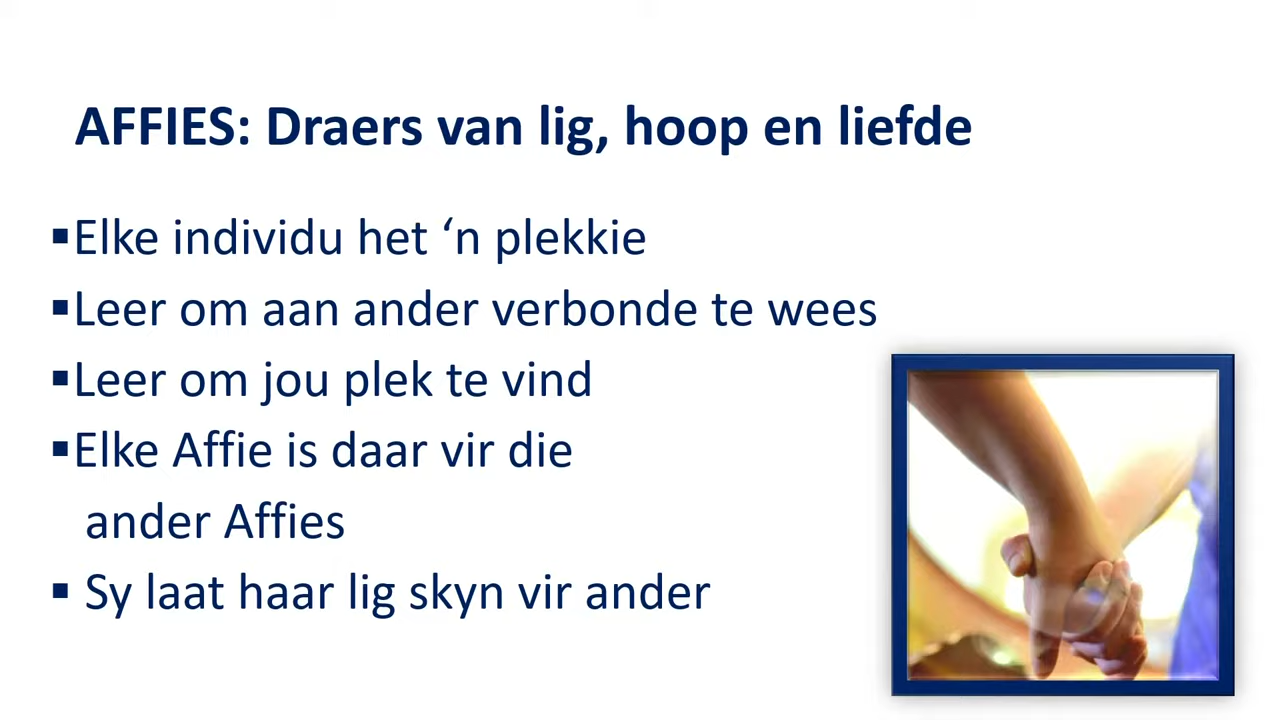 AFFIES: Draers van lig, hoop en liefde
▪Elke individu het ‘n plekkie
▪Leer om aan ander verbonde te wees
▪Leer om jou plek te vind
▪Elke Affie is daar vir die
ander Affies
▪ Sy laat haar lig skyn vir ander